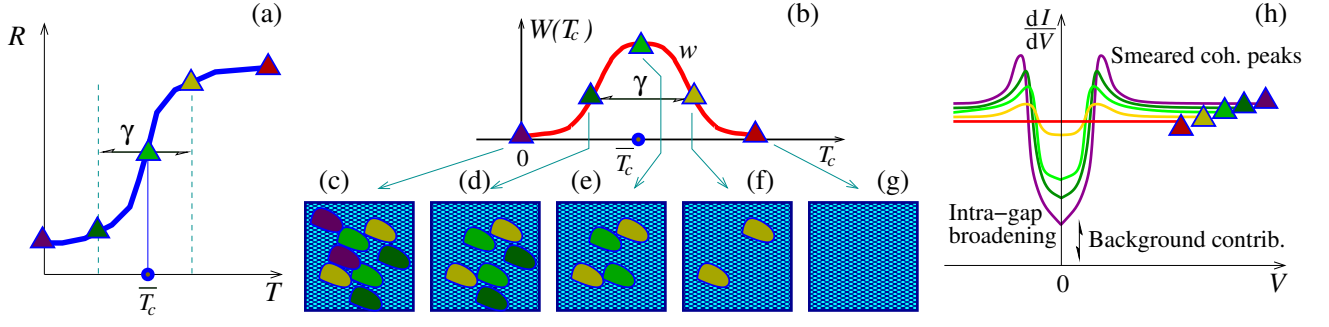 (a)
R
γ
T̅c
T
(b)
W(Tc)
w
γ
0
T̅c
Tc
(c)
(d)
(e)
(f)
(g)
(h)
dI
dV
Smeared coh. peaks
Intra−gap
broadening
Background contrib.
0
V